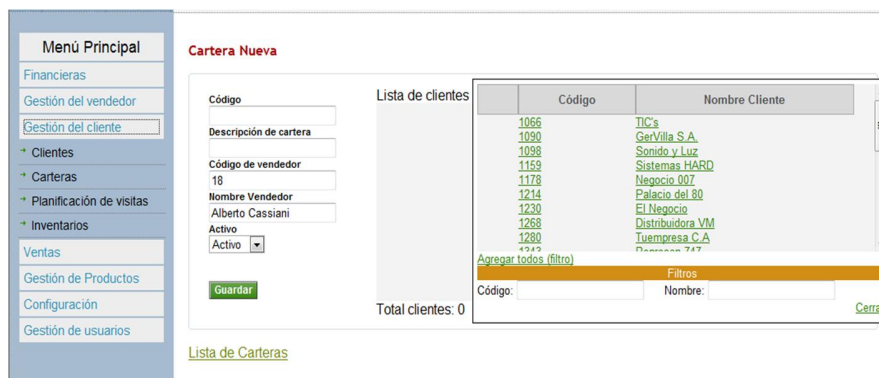 Menú Principal
Financieras
Gestión del vendedor
Gestión del cliente
Clientes
Carteras
Planificación de visitas
Inventarios
Ventas
Gestión de Productos
Configuración
Gestión de usuarios
Cartera Nueva
Código
Descripción de cartera
Código de vendedor
18
Nombre Vendedor
Alberto Cassiani
Activo
Activo
Guardar
Lista de clientes
Total clientes: 0
Código Nombre Cliente
1066 TIC's
1090 GerVilla S.A.
1098 Sonido y Luz
1159 Sistemas HARD
1178 Negocio 007
1214 Palacio del 80
1230 El Negocio
1268 Distribuidora VM
1280 Tuempresa C.A
Agregar todos (filtro)
Filtros
Código: Nombre:
Cerra
Lista de Carteras